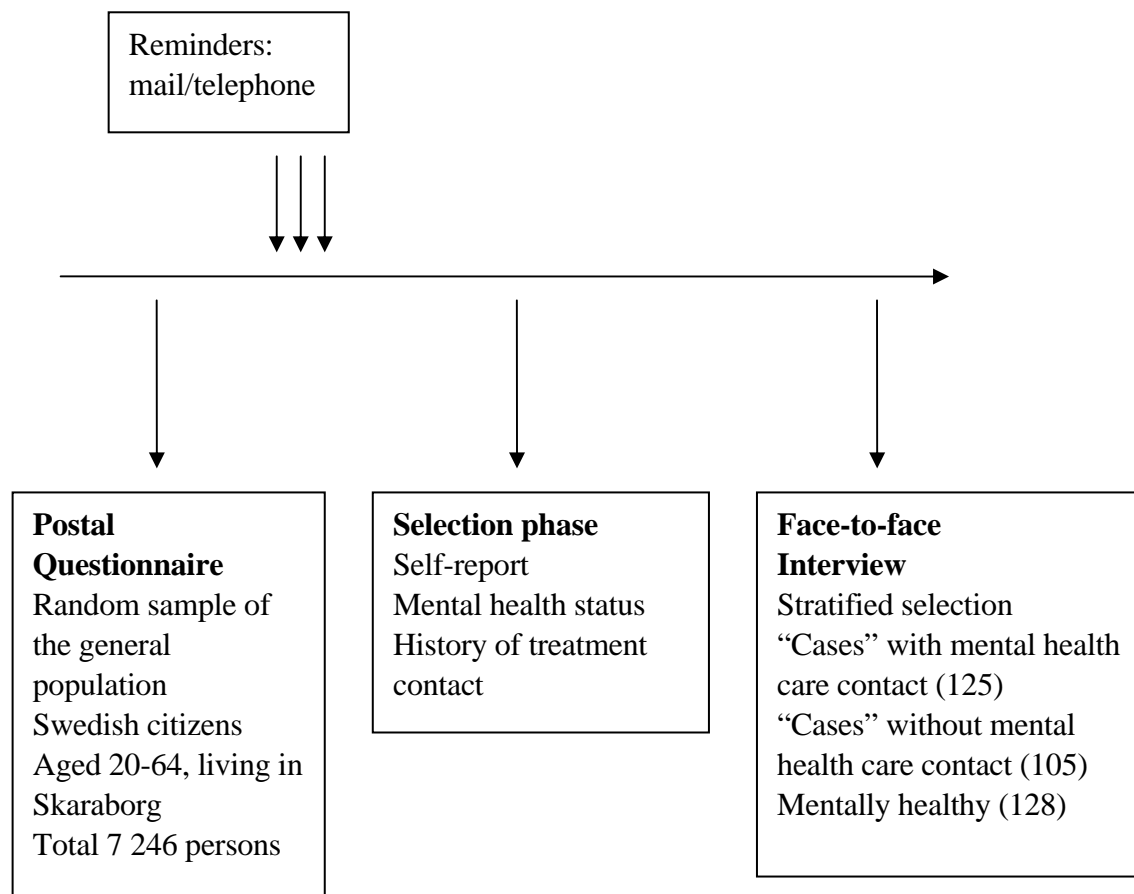 Reminders:
mail/telephone
Postal
Questionnaire
Random sample of
the general
population
Swedish citizens
Aged 20-64, living in
Skaraborg
Total 7 246 persons
Selection phase
Self-report
Mental health status
History of treatment
contact
Face-to-face
Interview
Stratified selection
“Cases” with mental health
care contact (125)
“Cases” without mental
health care contact (105)
Mentally healthy (128)